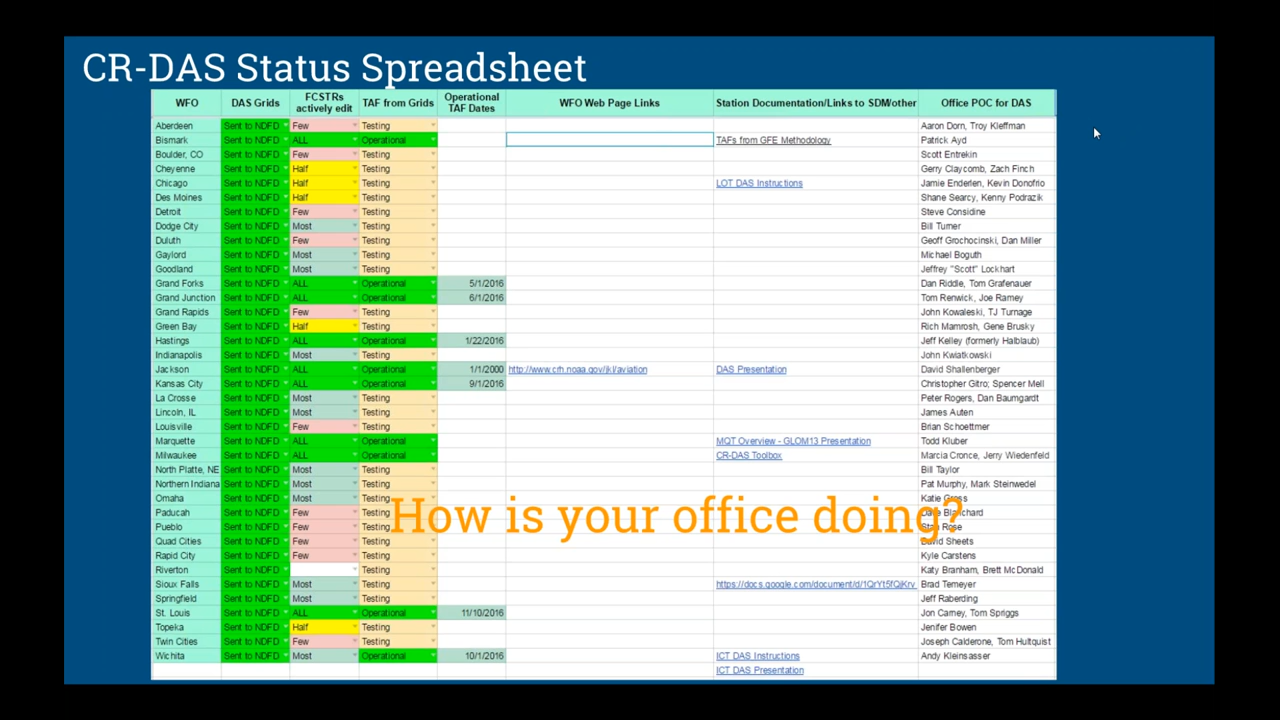 CR-DAS Status Spreadsheet
WFO DAS Grids FCSTRs actively edit TAF from Grids Operational TAF Dates WFO Web Page Links Station Documentation/Links to SDM/other Office POC for DAS
Aberdeen Sent to NDFD Few Testing Aaron Dorn, Troy Kleffman
Bismark Sent to NDFD ALL Operational TAFs from GFE Methodology Patrick Ayd
Boulder, CO Sent to NDFD Few Testing Scott Entrekin
Cheyenne Sent to NDFD Half Testing Gerry Claycomb, Zach Finch
Chicago Sent to NDFD Half Testing LOT DAS Instructions Jamie Enderlen, Kevin Donofrio
Des Moines Sent to NDFD Half Testing Shane Searcy, Kenny Podrazik
Detroit Sent to NDFD Few Testing Steve Considine
Dodge City Sent to NDFD Most Testing Bill Turner
Duluth Sent to NDFD Few Testing Geoff Grochocinski, Dan Miller
Gaylord Sent to NDFD Most Testing Michael Boguth
Goodland Sent to NDFD Most Testing Jeffrey "Scott" Lockhart
Grand Forks Sent to NDFD ALL Operational 5/1/2016 Dan Riddle, Tom Grafenauer
Grand Junction Sent to NDFD ALL Operational 6/1/2016 Tom Renwick, Joe Ramey
Grand Rapids Sent to NDFD Few Testing John Kowaleski, TJ Turnage
Green Bay Sent to NDFD Half Testing Rich Mamrosh, Gene Brusky
Hastings Sent to NDFD ALL Operational 1/22/2016 Jeff Kelley (formerly Halblaub)
Indianapolis Sent to NDFD Most Testing John Kwiatkowski
Jackson Sent to NDFD ALL Operational 1/1/2000 http://www.crh.noaa.gov/jkl/aviation DAS Presentation David Shallenberger
Kansas City Sent to NDFD ALL Operational 9/1/2016 Christopher Gitro; Spencer Mell
La Crosse Sent to NDFD Most Testing Peter Rogers, Dan Baumgardt
Lincoln, IL Sent to NDFD Most Testing James Auten
Louisville Sent to NDFD Few Testing Brian Schoettmer
Marquette Sent to NDFD ALL Operational MQT Overview - GLOM13 Presentation Todd Kluber
Milwaukee Sent to NDFD ALL Operational CR-DAS Toolbox Marcia Cronce, Jerry Wiedenfeld
North Platte, NE Sent to NDFD Most Testing Bill Taylor
Northern Indiana Sent to NDFD Most Testing Pat Murphy, Mark Steinwedel
Omaha Sent to NDFD Most Testing Katie Gross
How is your office doing?
Paducah Sent to NDFD Few Testing Dave Blanchard
Pueblo Sent to NDFD Few Testing Stan Rose
Quad Cities Sent to NDFD Few Testing David Sheets
Rapid City Sent to NDFD Few Testing Kyle Carstens
Riverton Sent to NDFD Testing Katy Branham, Brett McDonald
Sioux Falls Sent to NDFD Most Testing https://docs.google.com/document/d/1QrYt5fQjKrv Brad Temeyer
Springfield Sent to NDFD Most Testing Jeff Raberding
St. Louis Sent to NDFD ALL Operational 11/10/2016 Jon Carney, Tom Spriggs
Topeka Sent to NDFD Half Testing Jenifer Bowen
Twin Cities Sent to NDFD Few Testing Joseph Calderone, Tom Hultquist
Wichita Sent to NDFD Most Operational 10/1/2016 ICT DAS Instructions Andy Kleinsasser
ICT DAS Presentation